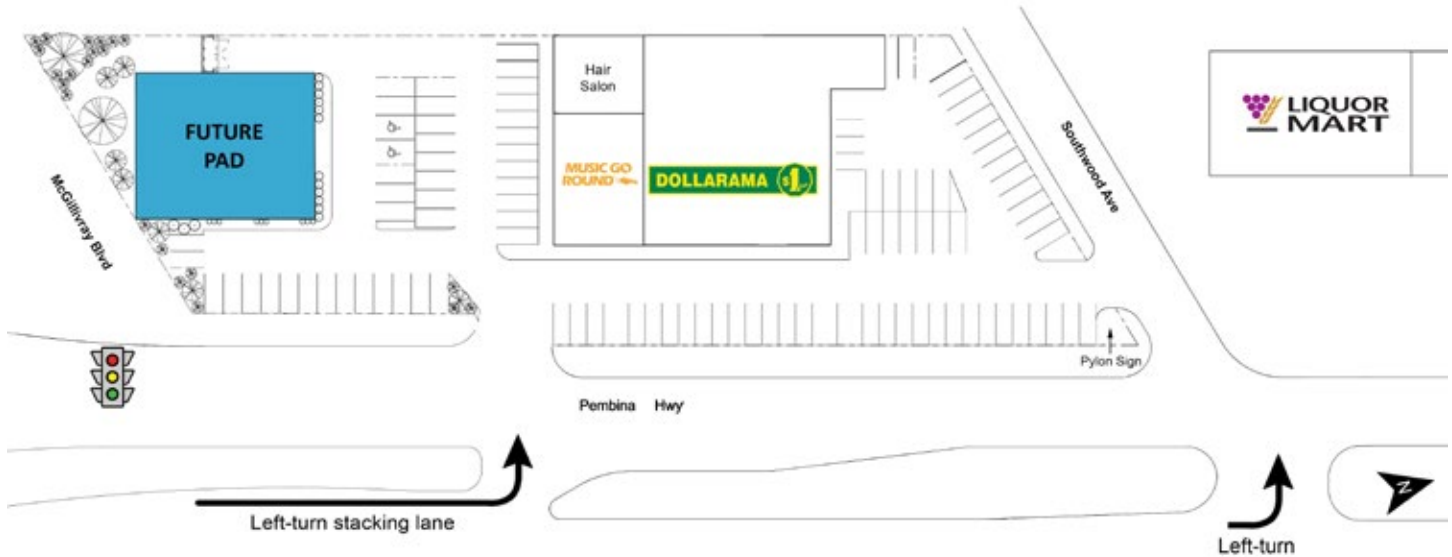 Hair
Salon
LIQUOR
MART
FUTURE
PAD
MUSIC GO
ROUND
DOLLARAMA $1
McGillivray Blvd
Southwood Ave
Pylon Sign
Pembina Hwy
N
Left-turn stacking lane
Left-turn